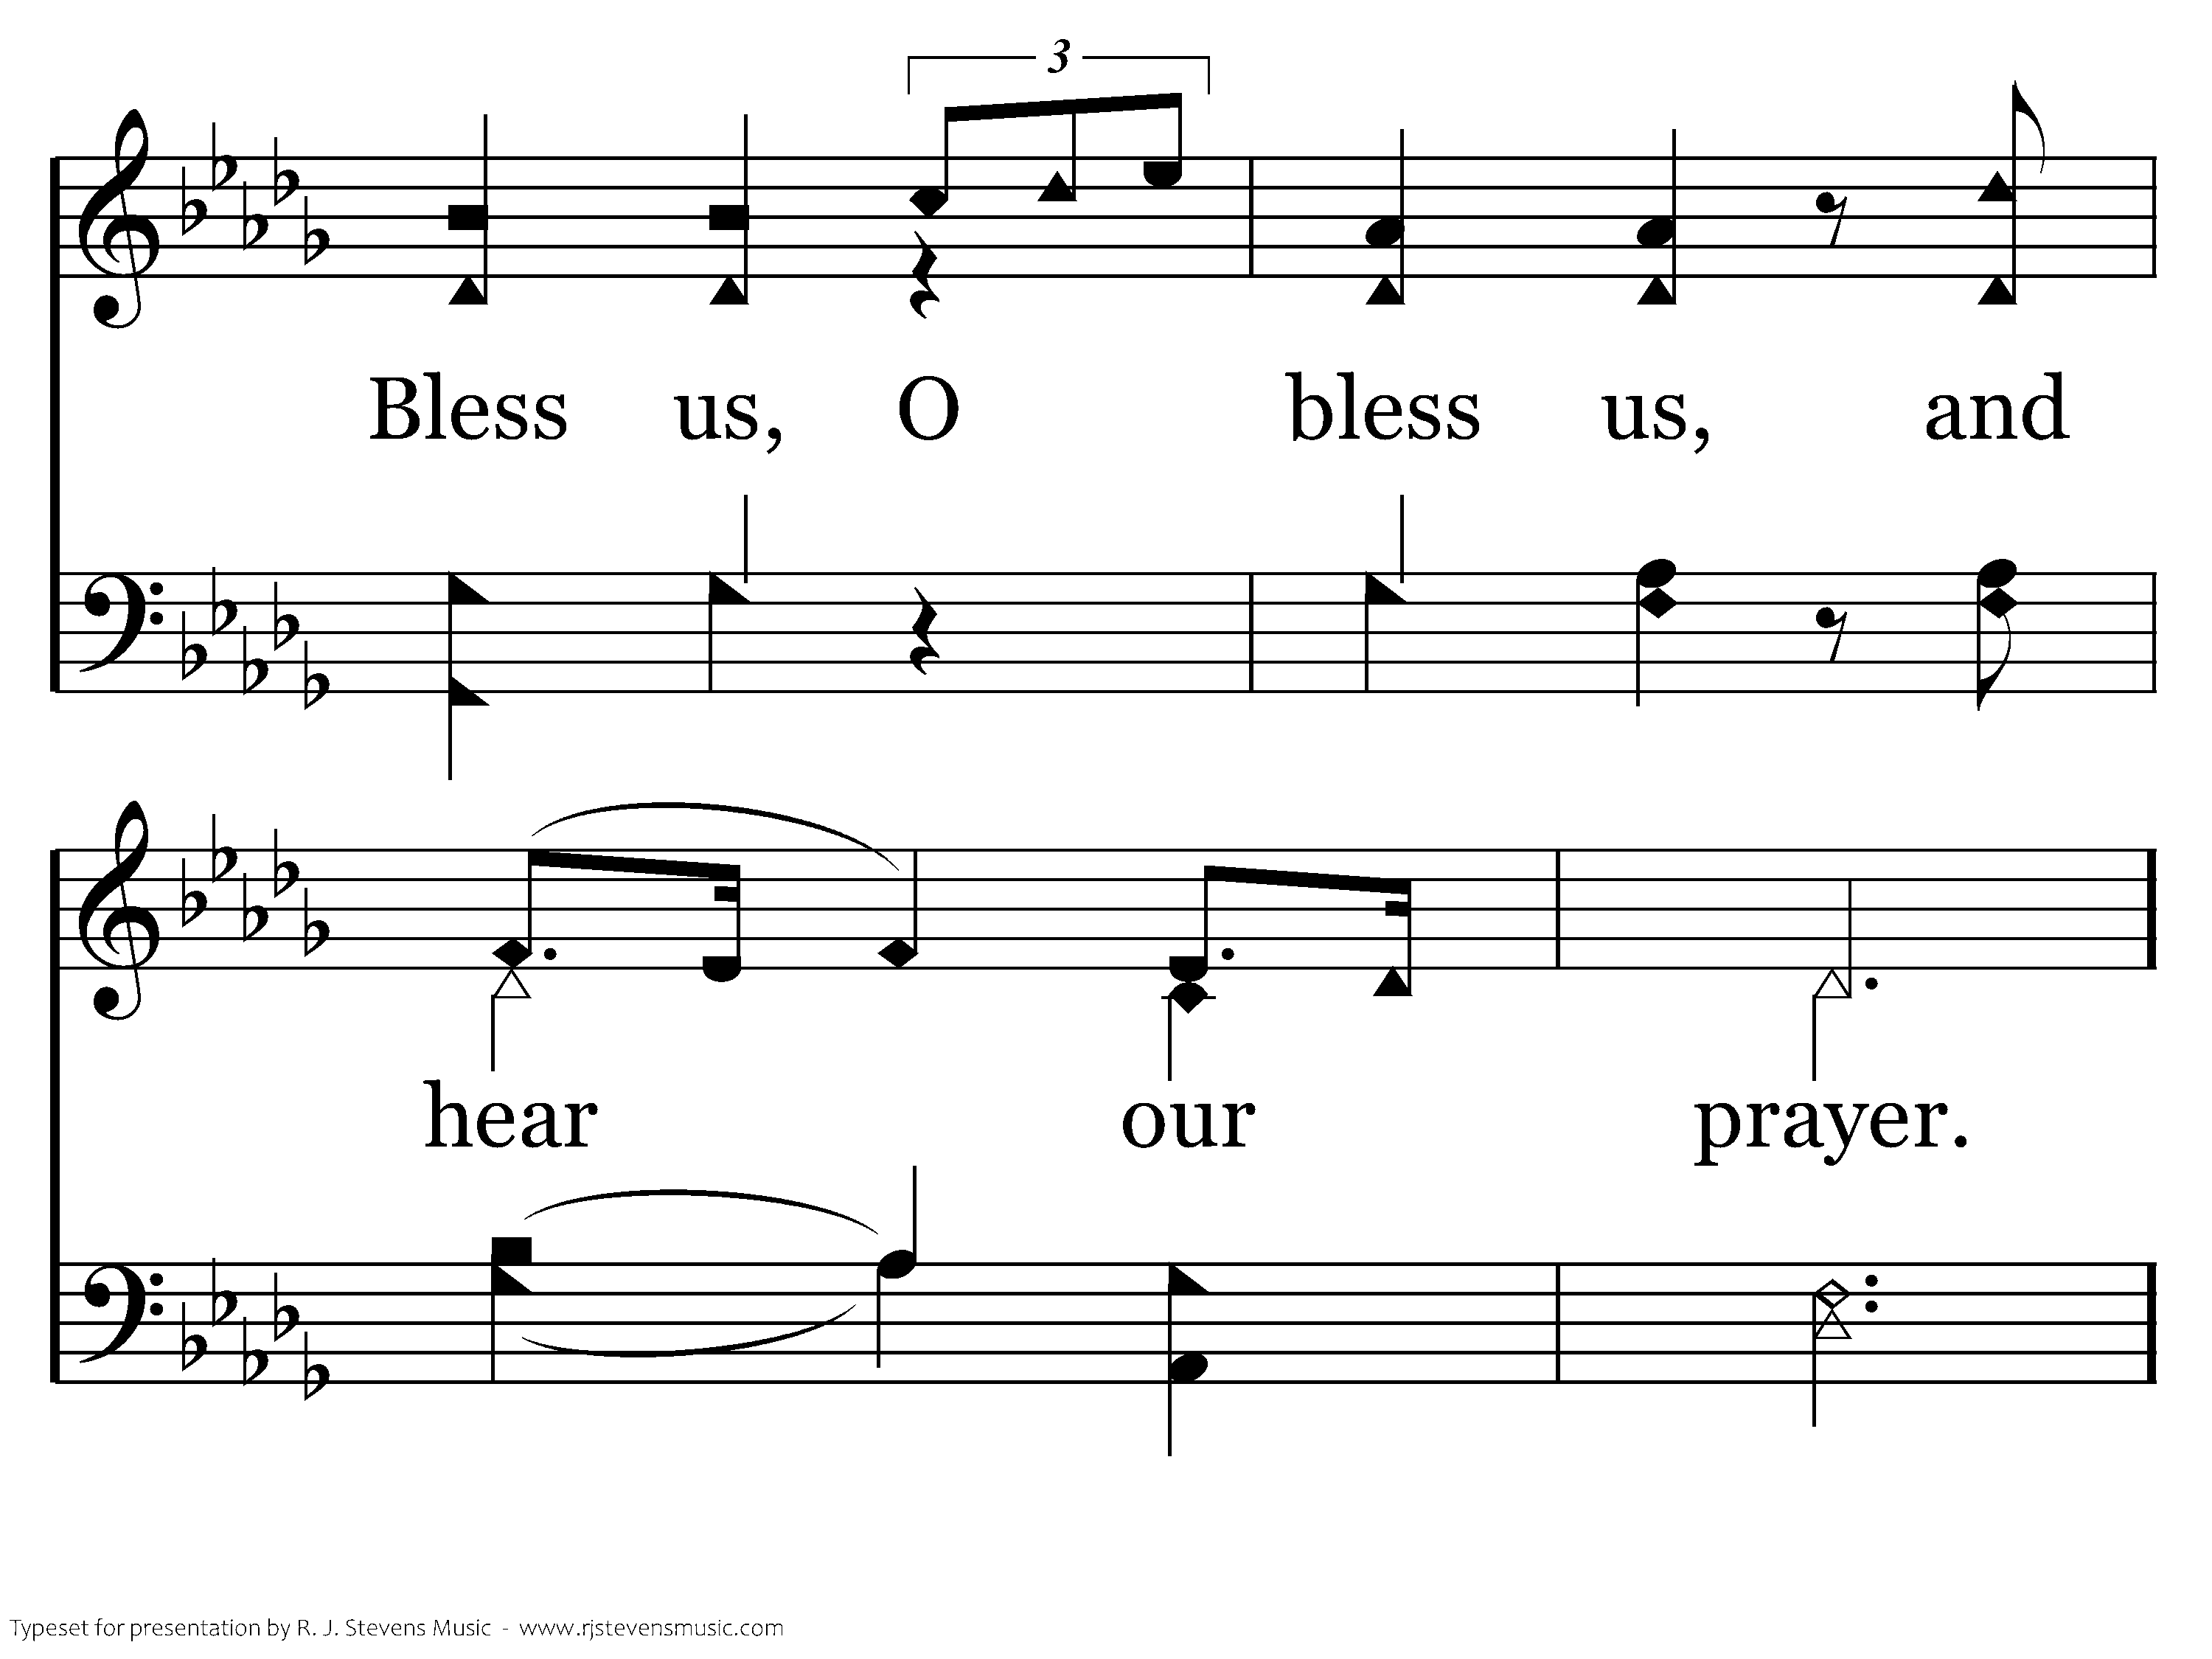 3
Bless us, O bless us, and
hear our prayer.
Typeset for presentation by R. J. Stevens Music - www.rjstevensmusic.com